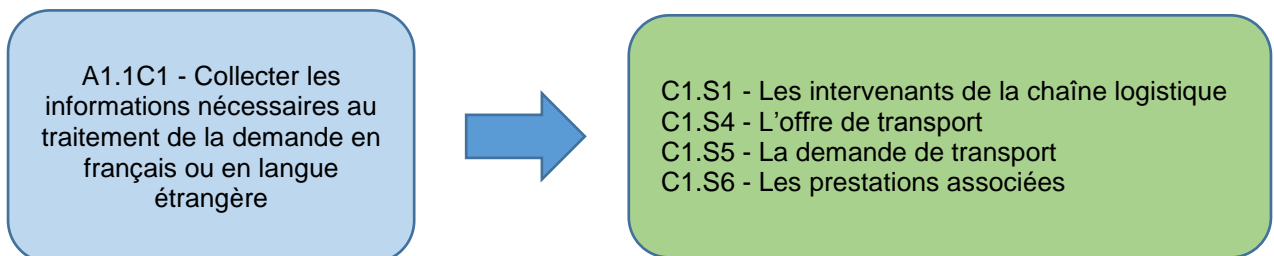 A1.1C1 - Collecter les
informations nécessaires au
traitement de la demande en
français ou en langue
étrangère
C1.S1 - Les intervenants de la chaîne logistique
C1.S4 - L’offre de transport
C1.S5 - La demande de transport
C1.S6 - Les prestations associées